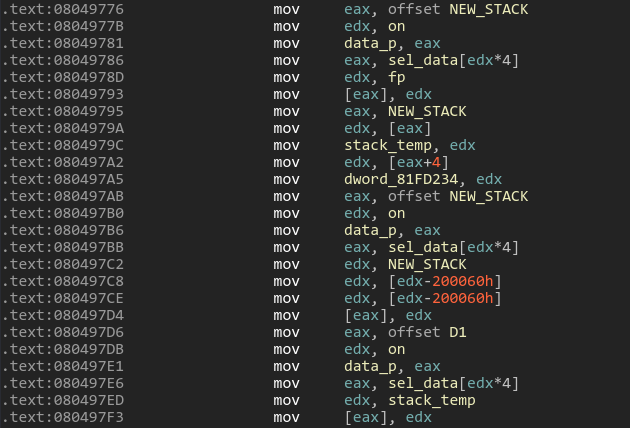 .text:08049776 mov eax, offset NEW_STACK
.text:0804977B mov edx, on
.text:08049781 mov data_p, eax
.text:08049786 mov eax, sel_data[edx*4]
.text:0804978D mov edx, fp
.text:08049793 mov [eax], edx
.text:08049795 mov eax, NEW_STACK
.text:0804979A mov edx, [eax]
.text:0804979C mov stack_temp, edx
.text:080497A2 mov edx, [eax+4]
.text:080497A5 mov dword_81FD234, edx
.text:080497AB mov eax, offset NEW_STACK
.text:080497B0 mov edx, on
.text:080497B6 mov data_p, eax
.text:080497BB mov eax, sel_data[edx*4]
.text:080497C2 mov edx, NEW_STACK
.text:080497C8 mov edx, [edx-200060h]
.text:080497CE mov edx, [edx-200060h]
.text:080497D4 mov [eax], edx
.text:080497D6 mov eax, offset D1
.text:080497DB mov edx, on
.text:080497E1 mov data_p, eax
.text:080497E6 mov eax, sel_data[edx*4]
.text:080497ED mov edx, stack_temp
.text:080497F3 mov [eax], edx